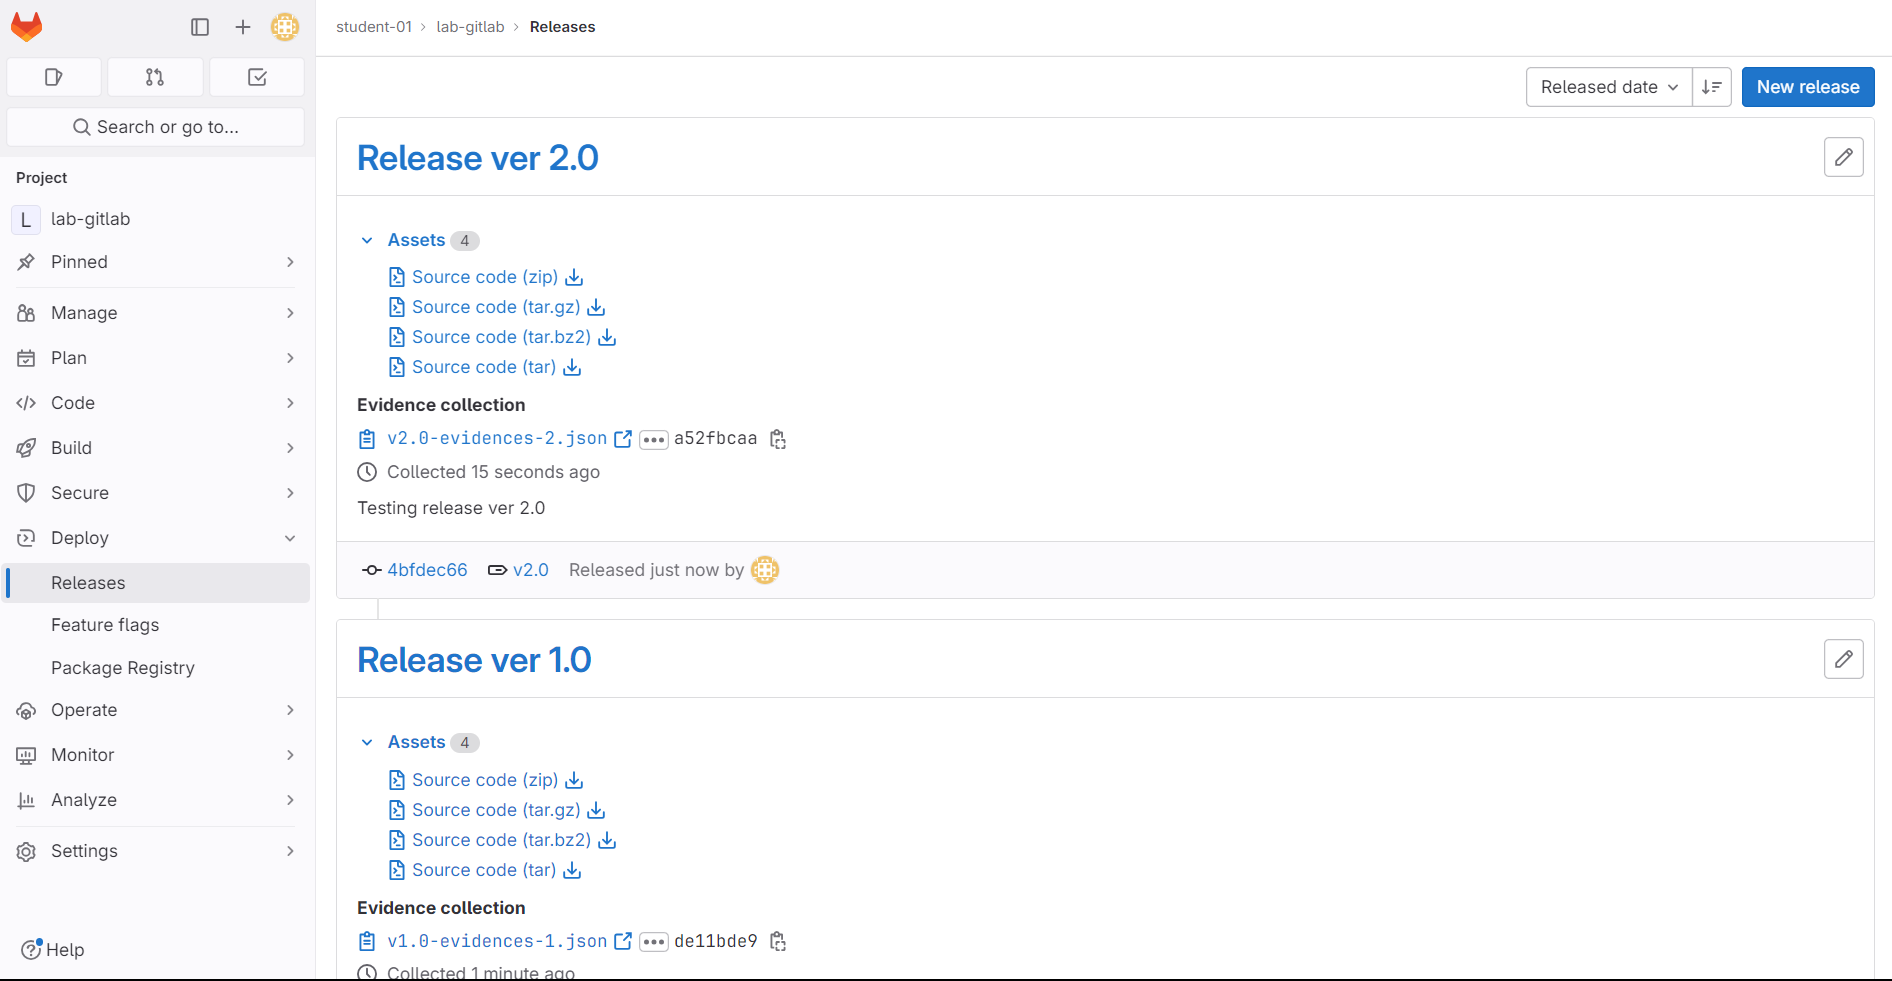 student-01 › lab-gitlab › Releases
Search or go to...
Project
L lab-gitlab
Pinned
Manage
Plan
Code
Build
Secure
Deploy
Releases
Feature flags
Package Registry
Operate
Monitor
Analyze
Settings
Help
Released date
New release
Release ver 2.0
Assets 4
Source code (zip)
Source code (tar.gz)
Source code (tar.bz2)
Source code (tar)
Evidence collection
v2.0-evidences-2.json ••• a52fbcaa
Collected 15 seconds ago
Testing release ver 2.0
4bfdec66 v2.0 Released just now by
Release ver 1.0
Assets 4
Source code (zip)
Source code (tar.gz)
Source code (tar.bz2)
Source code (tar)
Evidence collection
v1.0-evidences-1.json ••• de11bde9
Collected 1 minute ago